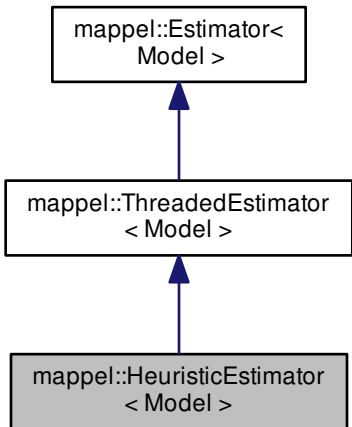 mappel::Estimator<
Model >
mappel::ThreadedEstimator
< Model >
mappel::HeuristicEstimator
< Model >